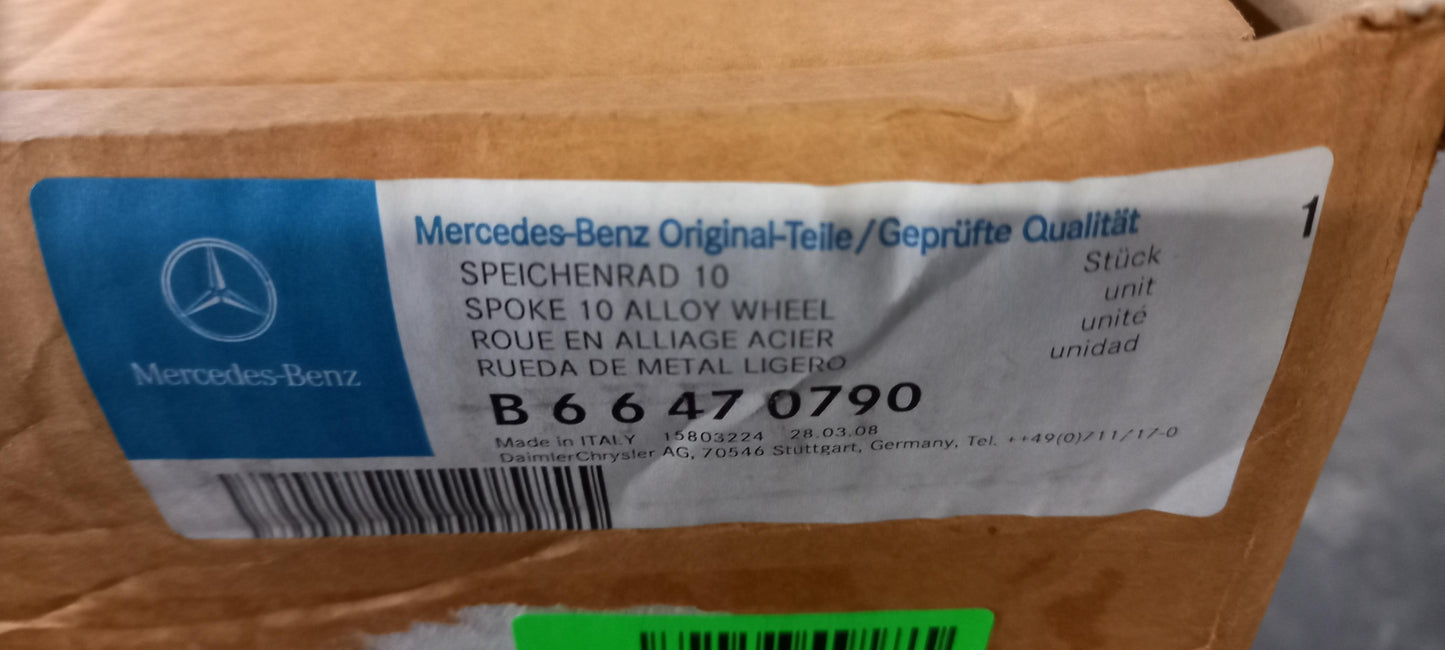 Mercedes-Benz
Mercedes-Benz Original-Teile/Geprüfte Qualität
1
SPEICHENRAD 10
Stück
SPOKE 10 ALLOY WHEEL
unit
ROUE EN ALLIAGE ACIER
unité
RUEDA DE METAL LIGERO
unidad
B 6 6 47 0790
Made in ITALY 15803224 28.03.08
DaimlerChrysler AG, 70546 Stuttgart, Germany, Tel. ++49(0)711/17-0